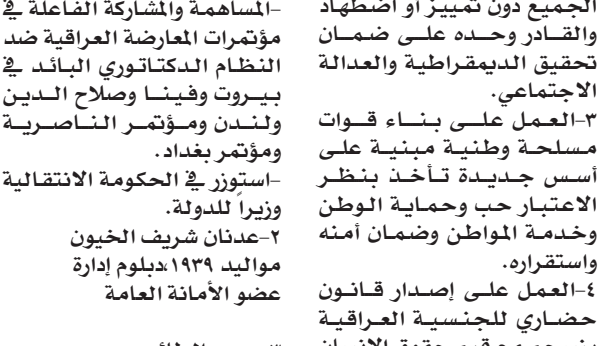 الجميع دون تمييز أو اضطهاد
والقادر وحده على ضمان
تحقيق الديمقراطية والعدالة
الاجتماعي.
٣-العمل على بناء قوات
مسلحة وطنية مبنية على
أسس جديدة تأخذ بنظر
الاعتبار حب وحماية الوطن
وخدمة المواطن وضمان أمنه
واستقراره.
٤-العمل على إصدار قانون
حضاري للجنسية العراقية
-المساهمة والمشاركة الفاعلة في
مؤتمرات المعارضة العراقية ضد
النظام الدكتاتوري البائد في
بيروت وفينا وصلاح الدين
ولندن ومؤتمر الناصرية
ومؤتمر بغداد.
-استوزر في الحكومة الانتقالية
وزيراً للدولة.
٢-عدنان شريف الخيون
مواليد ١٩٣٩،دبلوم إدارة
عضو الأمانة العامة